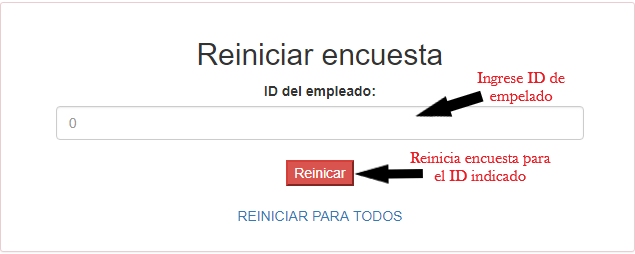 Reiniciar encuesta
ID del empleado:
Ingrese ID de
empelado
0
Reinicia encuesta para
el ID indicado
Reinicar
REINICIAR PARA TODOS